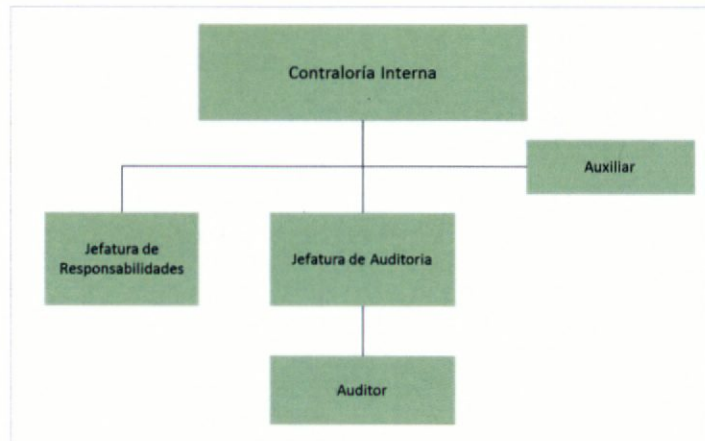 Contraloría Interna
Auxiliar
Jefatura de
Responsabilidades
Jefatura de Auditoria
Auditor